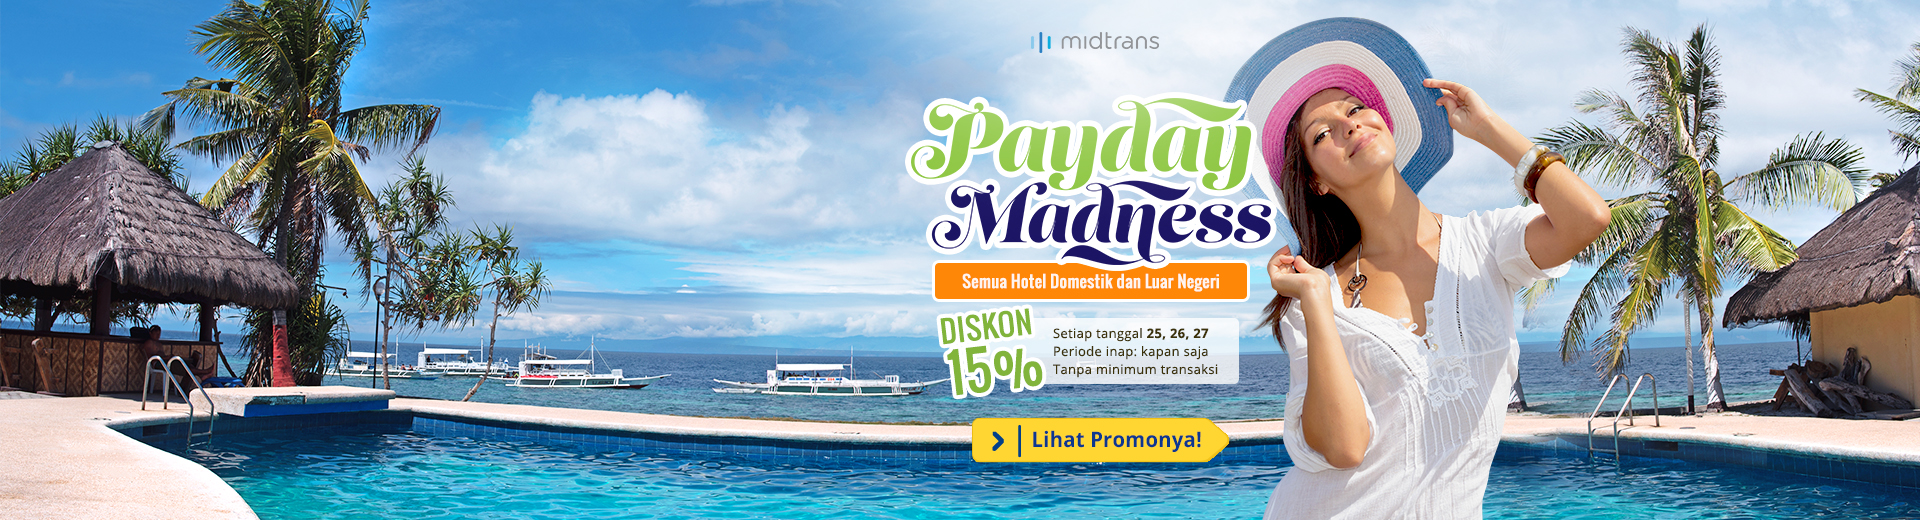 midtrans
Payday
Madness
Semua Hotel Domestik dan Luar Negeri
DISKON
15%
Setiap tanggal 25, 26, 27
Periode inap: kapan saja
Tanpa minimum transaksi
Lihat Promonya!